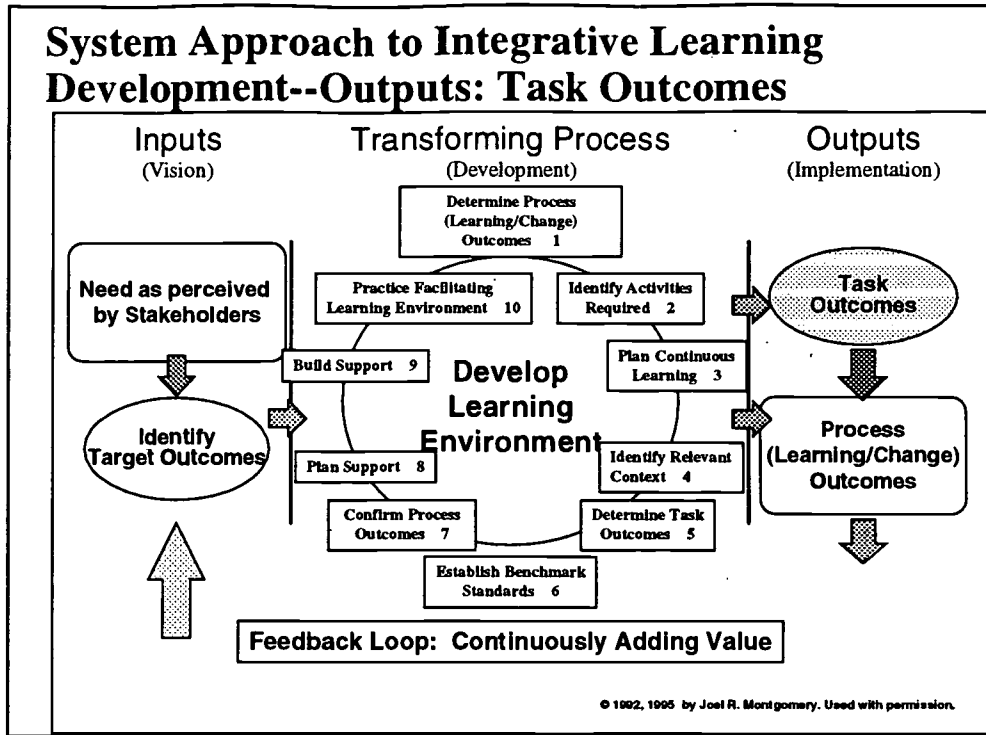 System Approach to Integrative Learning
Development--Outputs: Task Outcomes
Inputs
(Vision)
Transforming Process
(Development)
Outputs
(Implementation)
Need as perceived
by Stakeholders
Identify
Target Outcomes
Determine Process
(Learning/Change)
Outcomes 1
Identify Activities
Required 2
Plan Continuous
Learning 3
Identify Relevant
Context 4
Determine Task
Outcomes 5
Establish Benchmark
Standards 6
Confirm Process
Outcomes 7
Plan Support 8
Build Support 9
Practice Facilitating
Learning Environment 10
Develop
Learning
Environment
Task
Outcomes
Process
(Learning/Change)
Outcomes
Feedback Loop: Continuously Adding Value
© 1992, 1995 by Joel R. Montgomery. Used with permission.